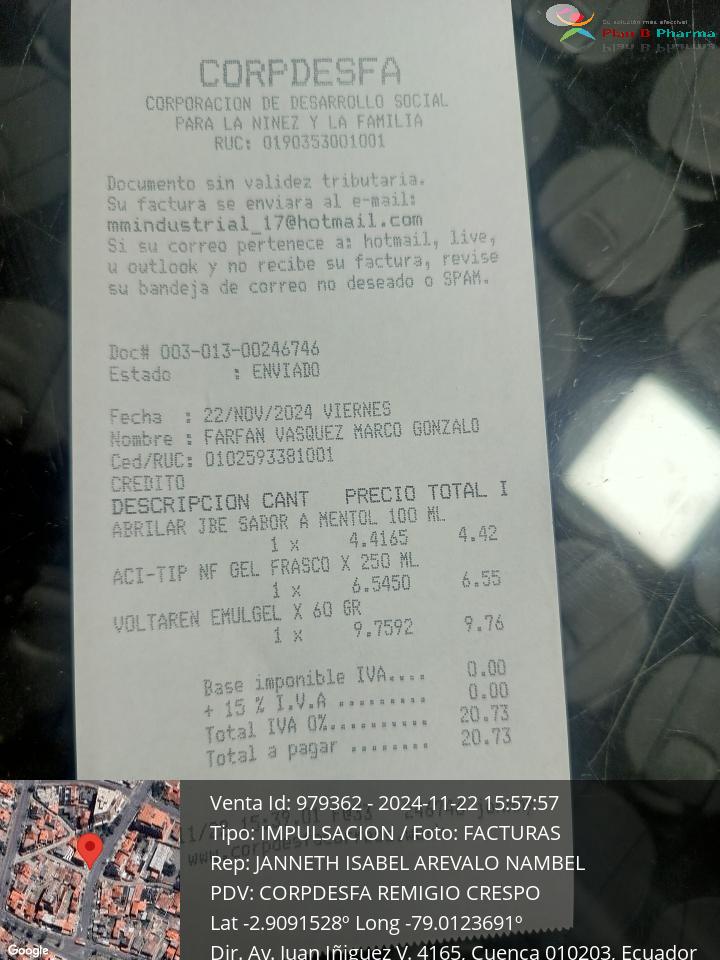 Su solución más efectiva!
Plan B Pharma
CORPDESFA
CORPORACION DE DESARROLLO SOCIAL
PARA LA NINEZ Y LA FAMILIA
RUC: 0190353001001
Documento sin validez tributaria.
Su factura se enviara al e-mail:
mmindustrial_17@hotmail.com
Si su correo pertenece a: hotmail, live,
u outlook y no recibe su factura, revise
su bandeja de correo no deseado o SPAM.
Doc# 003-013-00246746
Estado : ENVIADO
Fecha : 22/NOV/2024 VIERNES
Nombre : FARFAN VASQUEZ MARCO GONZALO
Ced/RUC: 0102593381001
CREDITO
DESCRIPCION CANT PRECIO TOTAL I
ABRILAR JBE SABOR A MENTOL 100 ML
1 x 4.4165 4.42
ACI-TIP NF GEL FRASCO X 250 ML
1 x 6.5450 6.55
VOLTAREN EMULGEL X 60 GR
1 x 9.7592 9.76
Base imponible IVA.... 0.00
+ 15 % I.V.A ......... 0.00
Total IVA 0%.......... 20.73
Total a pagar ........ 20.73
Venta Id: 979362 - 2024-11-22 15:57:57
Tipo: IMPULSACION / Foto: FACTURAS
Rep: JANNETH ISABEL AREVALO NAMBEL
PDV: CORPDESFA REMIGIO CRESPO
Lat -2.9091528º Long -79.0123691º
Dir. Av. Juan Iñiguez V. 4165, Cuenca 010203, Ecuador
Google